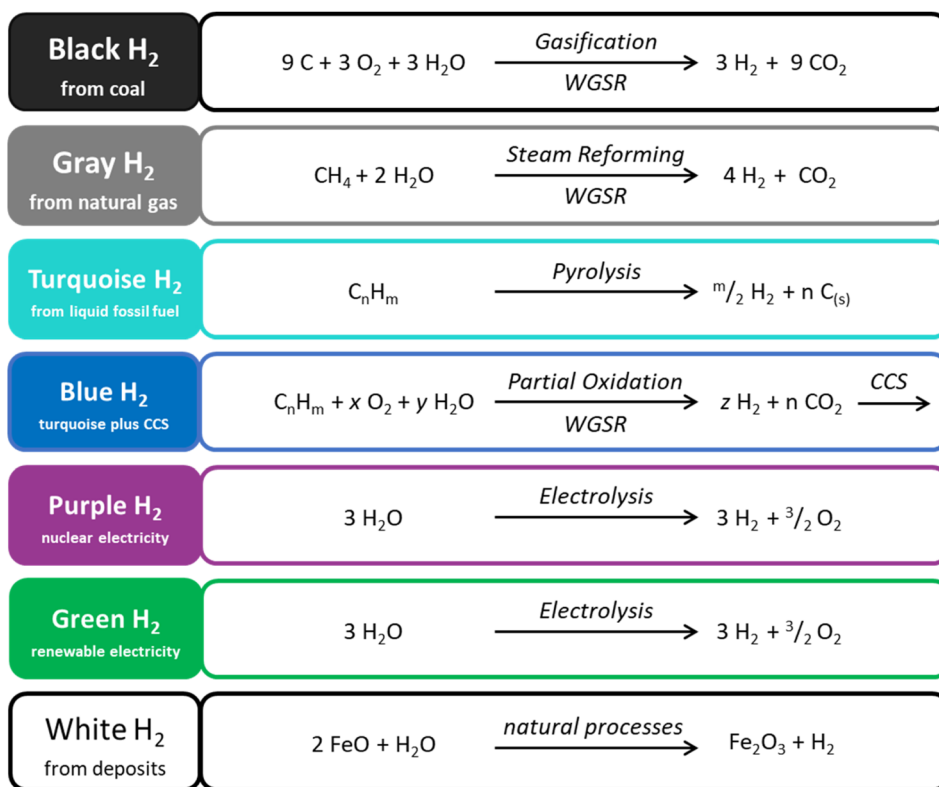 Black H₂
from coal
9 C + 3 O₂ + 3 H₂O
Gasification
WGSR
3 H₂ + 9 CO₂
Gray H₂
from natural gas
CH₄ + 2 H₂O
Steam Reforming
WGSR
4 H₂ + CO₂
Turquoise H₂
from liquid fossil fuel
CₙHₘ
Pyrolysis
ᵐ/₂ H₂ + n C₍ₛ₎
Blue H₂
turquoise plus CCS
CₙHₘ + x O₂ + y H₂O
Partial Oxidation
WGSR
z H₂ + n CO₂
CCS
Purple H₂
nuclear electricity
3 H₂O
Electrolysis
3 H₂ + ³/₂ O₂
Green H₂
renewable electricity
3 H₂O
Electrolysis
3 H₂ + ³/₂ O₂
White H₂
from deposits
2 FeO + H₂O
natural processes
Fe₂O₃ + H₂